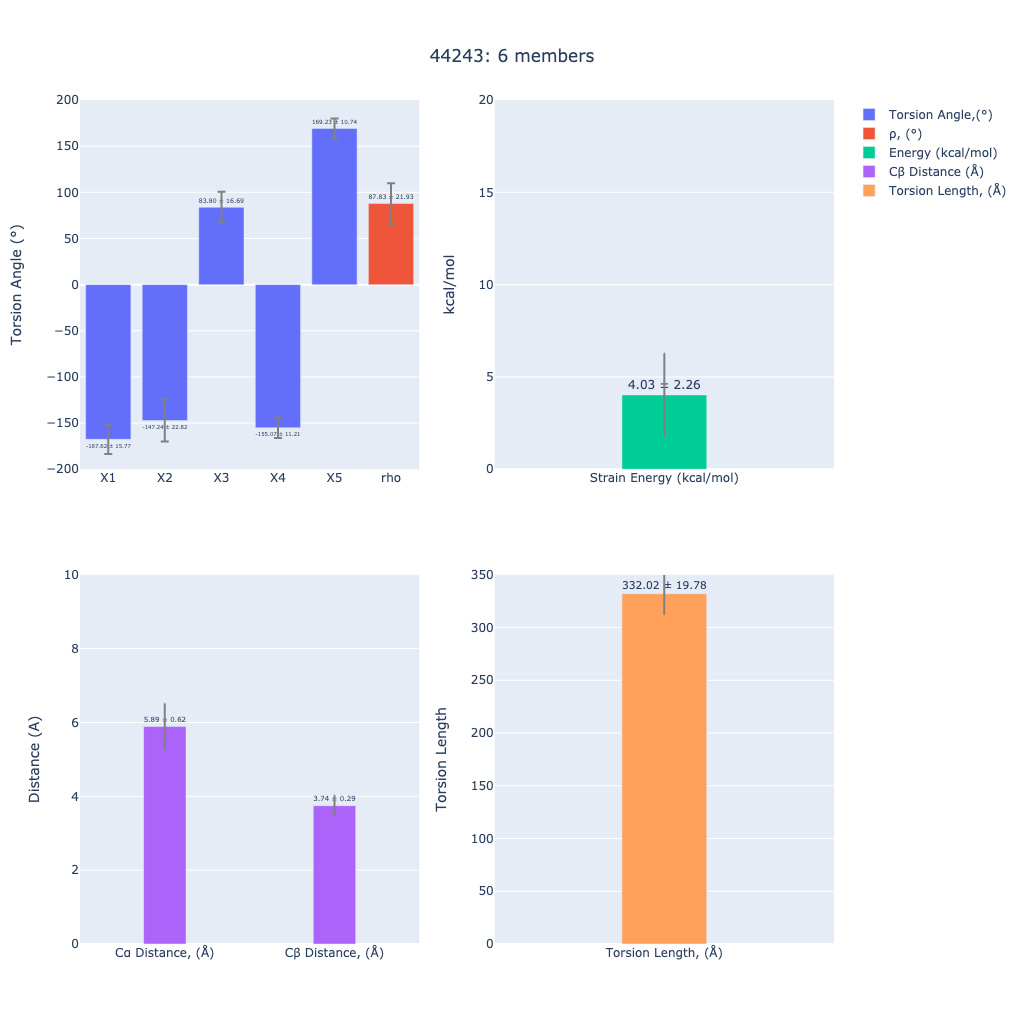 44243: 6 members
Torsion Angle (°)
200
150
100
50
0
−50
−100
−150
−200
-167.62 ± 15.77
-147.24 ± 22.82
83.80 ± 16.69
-155.07 ± 11.21
169.23 ± 10.74
87.83 ± 21.93
X1 X2 X3 X4 X5 rho
kcal/mol
20
15
10
5
0
4.03 ± 2.26
Strain Energy (kcal/mol)
Torsion Angle,(°)
ρ, (°)
Energy (kcal/mol)
Cβ Distance (Å)
Torsion Length, (Å)
Distance (A)
10
8
6
4
2
0
5.89 ± 0.62
3.74 ± 0.29
Cα Distance, (Å) Cβ Distance, (Å)
Torsion Length
350
300
250
200
150
100
50
0
332.02 ± 19.78
Torsion Length, (Å)